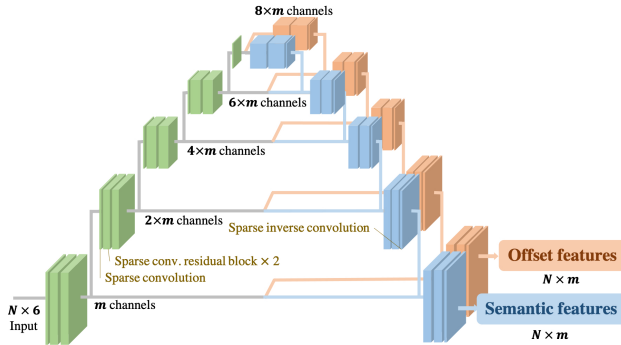 8×m channels
6×m channels
4×m channels
2×m channels
Sparse inverse convolution
Sparse conv. residual block × 2
Sparse convolution
Offset features
N × m
N × 6
Input
m channels
Semantic features
N × m